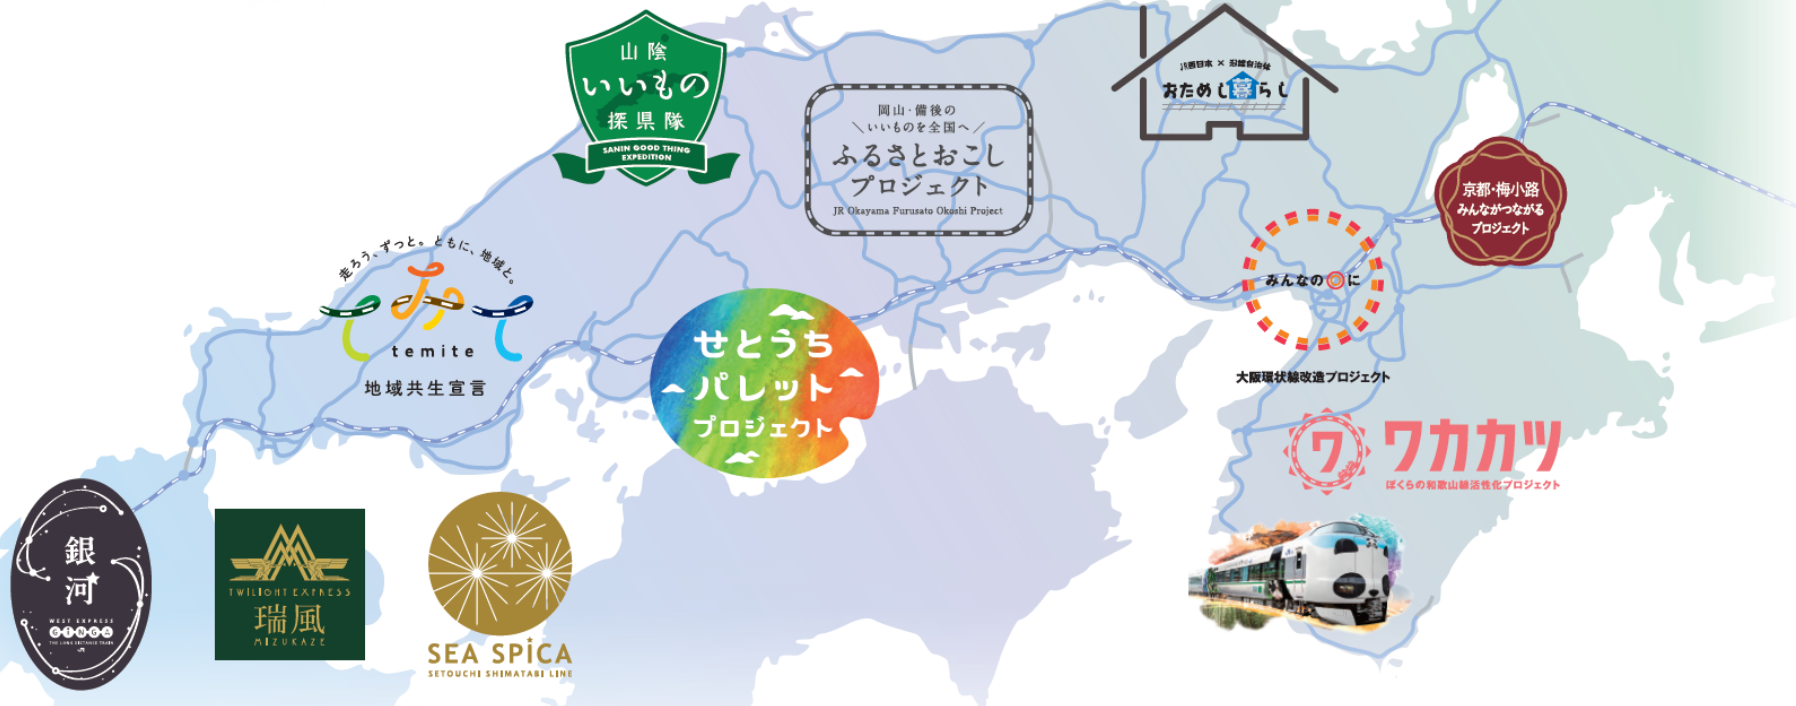 山陰
いいもの
探県隊
SANIN GOOD THING
EXPEDITION
岡山・備後の
＼いいものを全国へ／
ふるさとおこし
プロジェクト
JR Okayama Furusato Okoshi Project
JR西日本 × 沿線自治体
おためし暮らし
京都・梅小路
みんながつながる
プロジェクト
走ろう、ずっと。ともに、地域と。
temite
地域共生宣言
せとうち
パレット
プロジェクト
みんなの◎に
大阪環状線改造プロジェクト
ワ
ワカカツ
ぼくらの和歌山線活性化プロジェクト
銀河
WEST EXPRESS
GINGA
THE LONG DISTANCE TRAIN
TWILIGHT EXPRESS
瑞風
MIZUKAZE
SEA SPICA
SETOUCHI SHIMATABI LINE